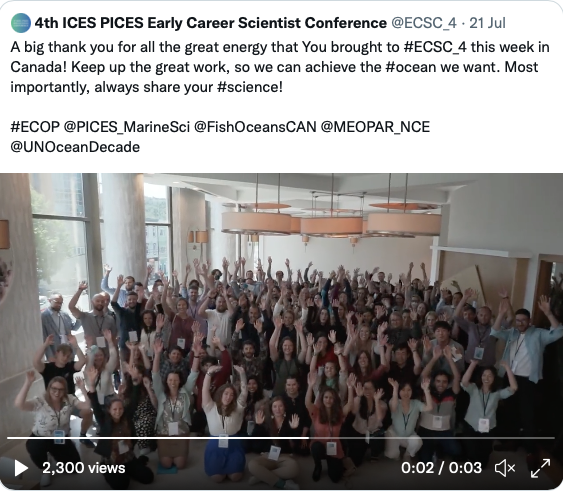 4th ICES PICES Early Career Scientist Conference @ECSC_4 · 21 Jul
A big thank you for all the great energy that You brought to #ECSC_4 this week in
Canada! Keep up the great work, so we can achieve the #ocean we want. Most
importantly, always share your #science!
#ECOP @PICES_MarineSci @FishOceansCAN @MEOPAR_NCE
@UNOceanDecade
2,300 views
0:02 / 0:03